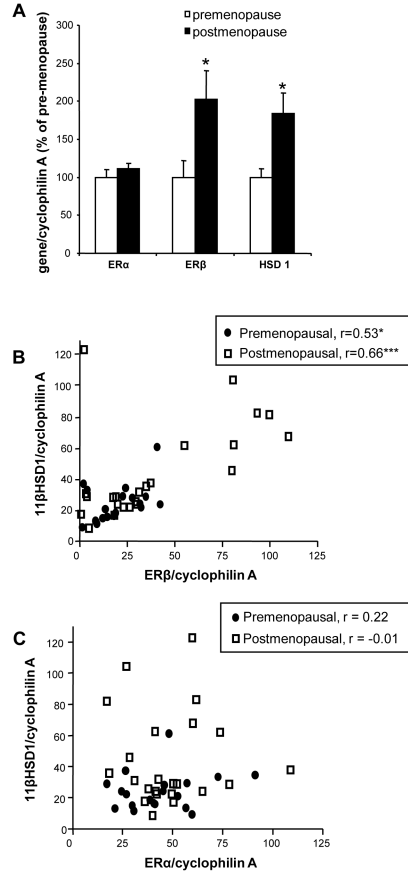 A
premenopause
postmenopause
gene/cyclophilin A (% of pre-menopause)
300
250
200
150
100
50
0
*
*
ERα
ERβ
HSD 1
B
Premenopausal, r=0.53*
Postmenopausal, r=0.66***
11βHSD1/cyclophilin A
120
100
80
60
40
20
0
0
25
50
75
100
125
ERβ/cyclophilin A
C
Premenopausal, r = 0.22
Postmenopausal, r = -0.01
11βHSD1/cyclophilin A
120
100
80
60
40
20
0
0
25
50
75
100
125
ERα/cyclophilin A